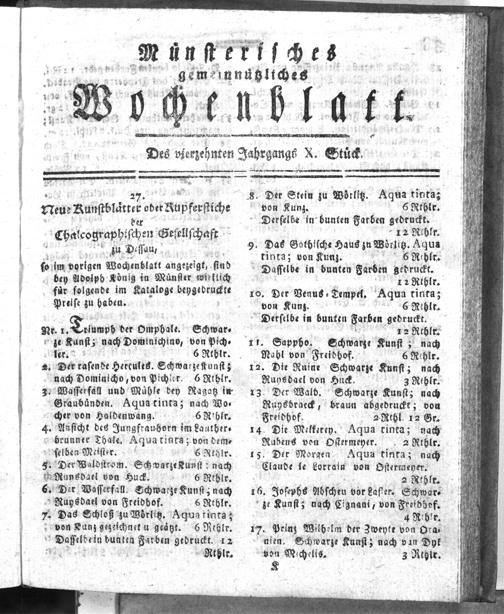 Münsterisches
gemeinnützliches
Wochenblatt.
Des vierzehnten Jahrgangs X. Stück.
27.
Neue Kunstblätter oder Kupferstiche
der
Chalcographischen Gesellschaft
zu Dessau,
so im vorigen Wochenblatt angezeigt, sind
bey Adolph König in Münster wirklich
für folgende im Kataloge beygedruckte
Preise zu haben.
Nr. 1. Triumph der Omphale. Schwar-
ze Kunst; nach Dominichino, von Pich-
ler. 6 Rthlr.
2. Der rasende Hercules. Schwarze Kunst;
nach Dominicho, von Pichler. 6 Rthlr.
3. Wasserfall und Mühle bey Ragatz in
Graubünden. Aqua tinta; nach Wo-
cher von Haldenwang. 6 Rthlr.
4. Ansicht des Jungfrauhorn im Lauther-
brunner Thale. Aqua tinta; von dem-
selben Meister. 6 Rthlr.
5. Der Waldstrom. Schwarze Kunst: nach
Ruysdael von Huck. 6 Rthlr.
6. Der Wasserfall. Schwarze Kunst; nach
Ruysdael von Freidhof. 6 Rthlr.
7. Das Schloß zu Wörlitz. Aqua tinta;
von Kunz gezeichnet u geätzt. 6 Rthlr.
Dasselbe in bunten Farben gedruckt. 12
Rthlr.
8. Der Stein zu Wörlitz. Aqua tinta;
von Kunz. 6 Rthlr.
Derselbe in bunten Farben gedruckt.
12 Rthlr.
9. Das Gothische Haus zu Wörlitz. Aqua
tinta; von Kunz. 6 Rthlr.
Dasselbe in bunten Farben gedruckt.
12 Rthlr.
10. Der Venus-Tempel. Aqua tinta;
von Kunz. 6 Rthlr.
Derselbe in bunten Farben gedruckt.
12 Rthlr.
11. Sappho. Schwarze Kunst; nach
Nahl von Freidhof. 6 Rthlr.
12. Die Ruine Schwarze Kunst; nach
Ruysdael von Huck. 3 Rthlr.
13. Der Wald. Schwarze Kunst; nach
Ruysbraeck, braun abgedruckt; von
Freidhof. 2 Rthl. 12 Gr.
14. Die Melkerey. Aqua tinta; nach
Rubens von Ostermeyer. 2 Rthlr.
15. Der Morgen Aqua tinta; nach
Claude le Lorrain von Ostermeyer.
2 Rthlr.
16. Josephs Abscheu vor Laster. Schwar-
ze Kunst; nach Cignani, von Freidhof.
4 Rthlr.
17. Prinz Wilhelm der Zweyte von Ora-
nien. Schwarze Kunst; nach van Dyk
von Michelis. 3 Rthlr.
K